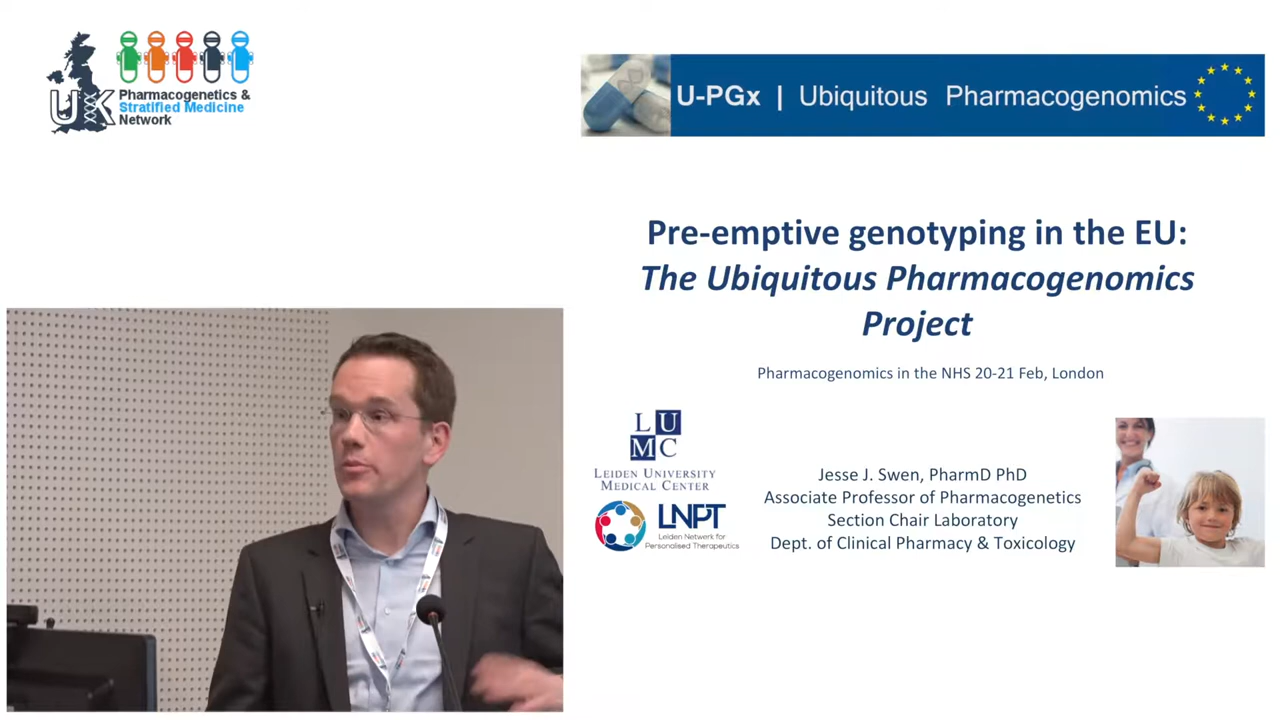 UK
Pharmacogenetics &
Stratified Medicine
Network
U-PGx | Ubiquitous Pharmacogenomics
Pre-emptive genotyping in the EU:
The Ubiquitous Pharmacogenomics
Project
Pharmacogenomics in the NHS 20-21 Feb, London
LU
MC
LEIDEN UNIVERSITY
MEDICAL CENTER
LNPT
Leiden Network for
Personalised Therapeutics
Jesse J. Swen, PharmD PhD
Associate Professor of Pharmacogenetics
Section Chair Laboratory
Dept. of Clinical Pharmacy & Toxicology